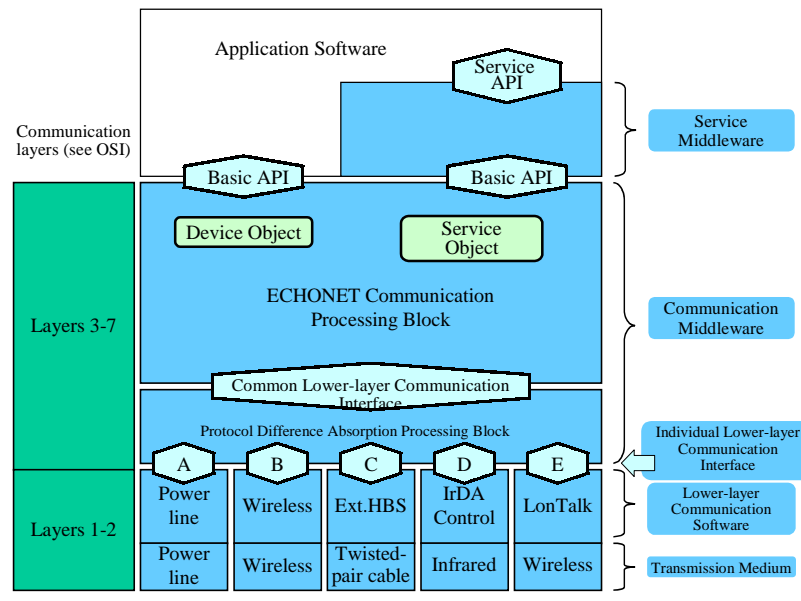 Application Software
Service
API
Service
Middleware
Communication
layers (see OSI)
Basic API
Basic API
Device Object
Service
Object
ECHONET Communication
Processing Block
Layers 3-7
Communication
Middleware
Common Lower-layer Communication
Interface
Protocol Difference Absorption Processing Block
Individual Lower-layer
Communication
Interface
A
B
C
D
E
Power
line
Wireless
Ext.HBS
IrDA
Control
LonTalk
Lower-layer
Communication
Software
Layers 1-2
Power
line
Wireless
Twisted-
pair cable
Infrared
Wireless
Transmission Medium